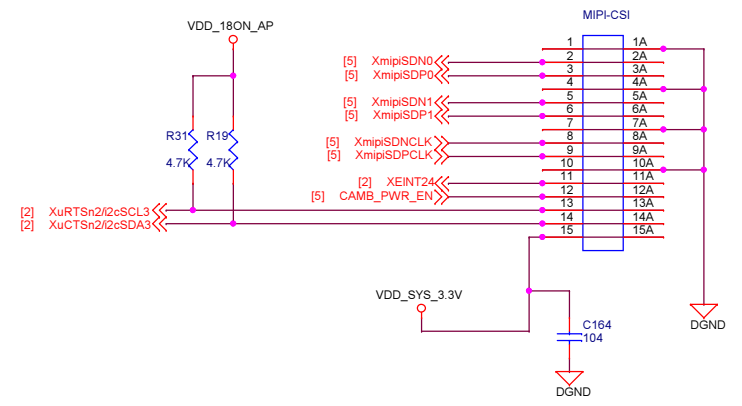 MIPI-CSI
VDD_18ON_AP
1 1A
[5] XmipiSDN0 2 2A
[5] XmipiSDP0 3 3A
4 4A
[5] XmipiSDN1 5 5A
[5] XmipiSDP1 6 6A
7 7A
R31 R19
[5] XmipiSDNCLK 8 8A
[5] XmipiSDPCLK 9 9A
4.7K 4.7K
10 10A
[2] XEINT24 11 11A
[5] CAMB_PWR_EN 12 12A
[2] XuRTSn2/i2cSCL3 13 13A
[2] XuCTSn2/i2cSDA3 14 14A
15 15A
VDD_SYS_3.3V
C164
104
DGND
DGND